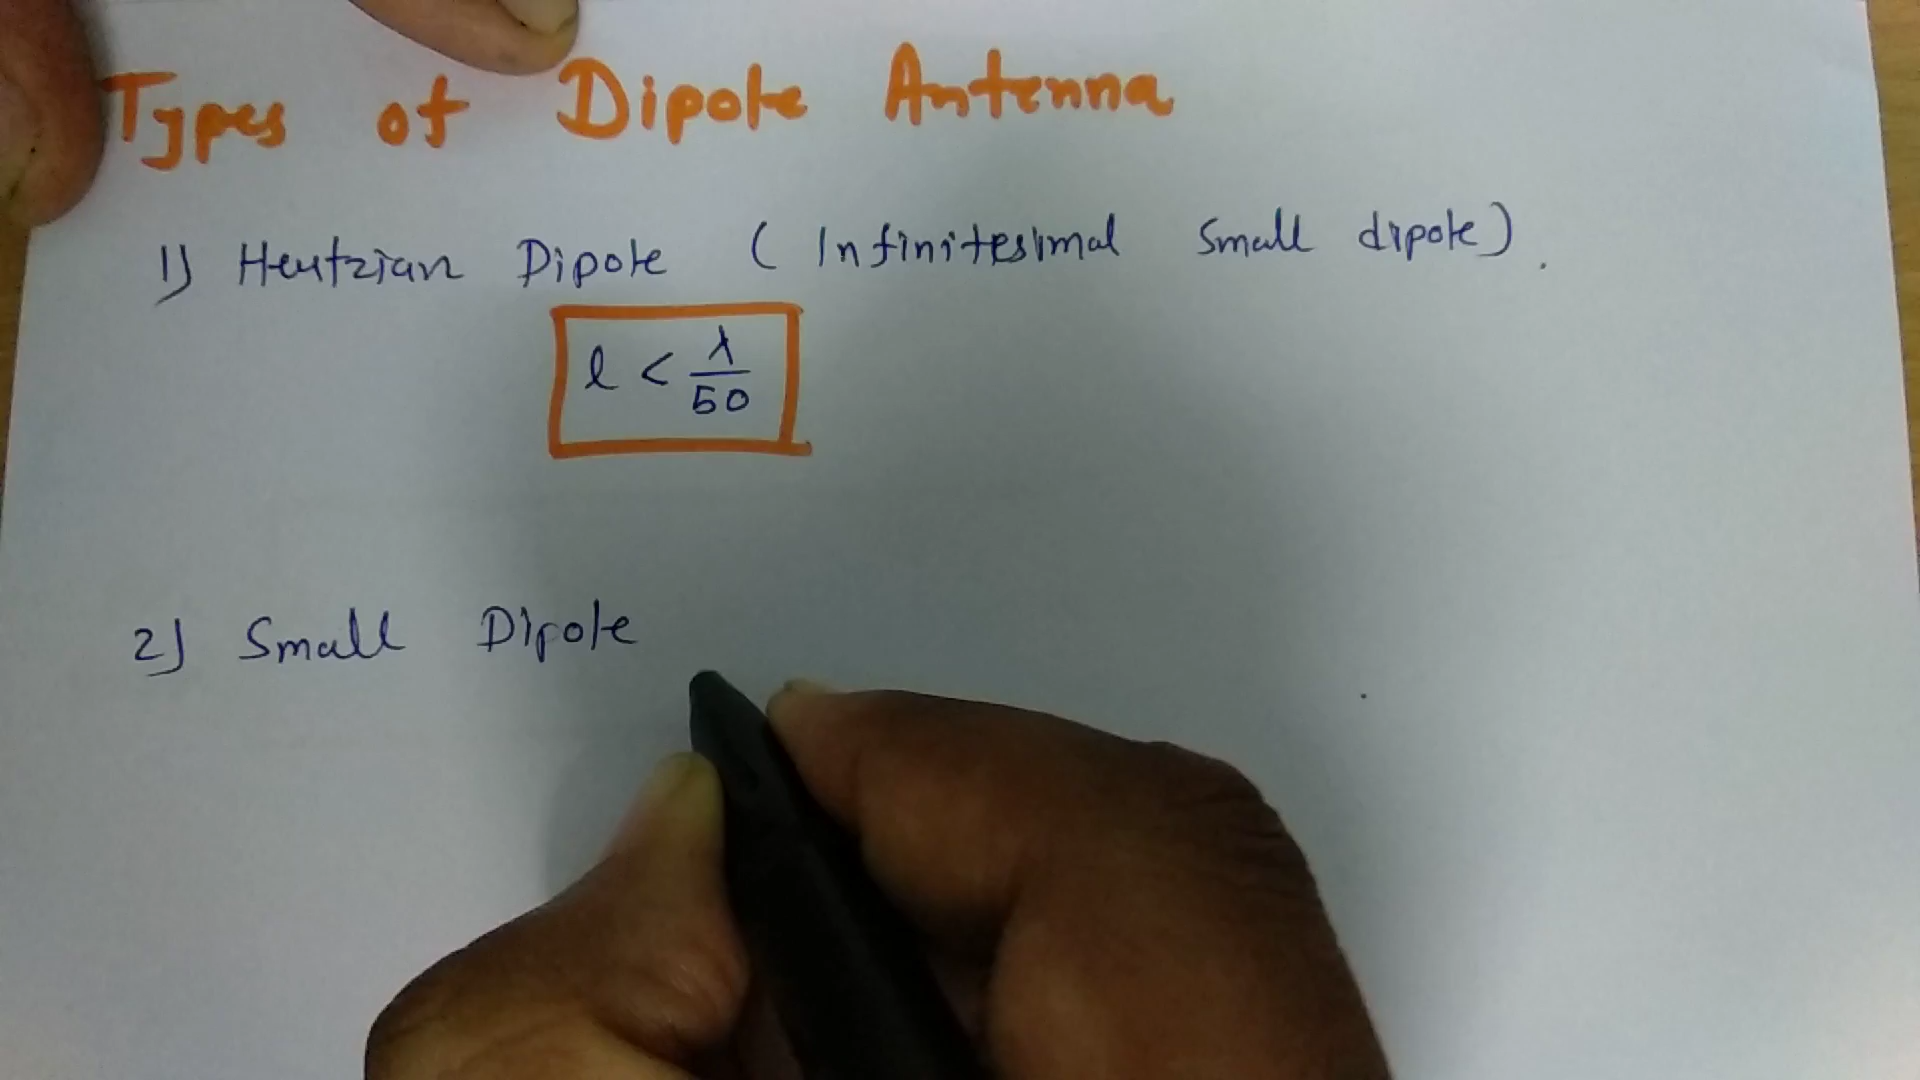 Types of Dipole Antenna
1) Hertzian Dipole ( Infinitesimal small dipole).
l < λ/50
2) Small Dipole